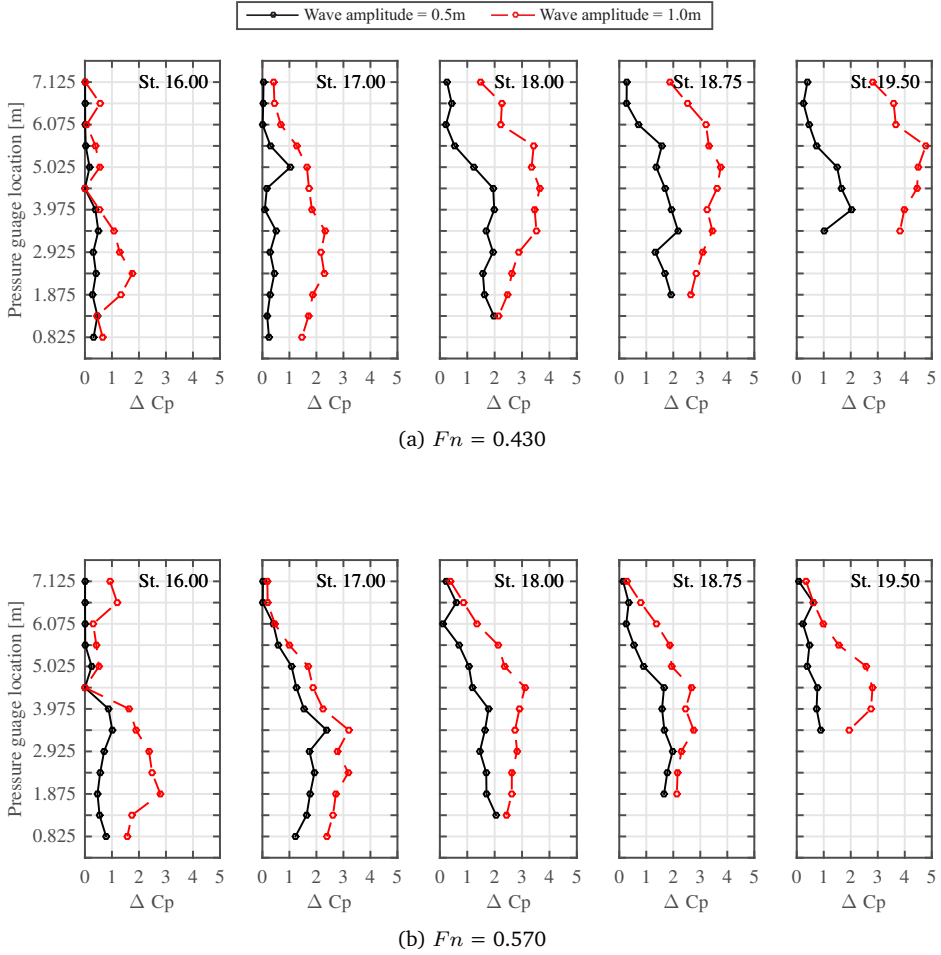 Wave amplitude = 0.5m Wave amplitude = 1.0m
St. 16.00 St. 17.00 St. 18.00 St. 18.75 St. 19.50
7.125
6.075
5.025
3.975
2.925
1.875
0.825
Pressure guage location [m]
0 1 2 3 4 5 0 1 2 3 4 5 0 1 2 3 4 5 0 1 2 3 4 5 0 1 2 3 4 5
Δ Cp Δ Cp Δ Cp Δ Cp Δ Cp
(a) Fn = 0.430
St. 16.00 St. 17.00 St. 18.00 St. 18.75 St. 19.50
7.125
6.075
5.025
3.975
2.925
1.875
0.825
Pressure guage location [m]
0 1 2 3 4 5 0 1 2 3 4 5 0 1 2 3 4 5 0 1 2 3 4 5 0 1 2 3 4 5
Δ Cp Δ Cp Δ Cp Δ Cp Δ Cp
(b) Fn = 0.570